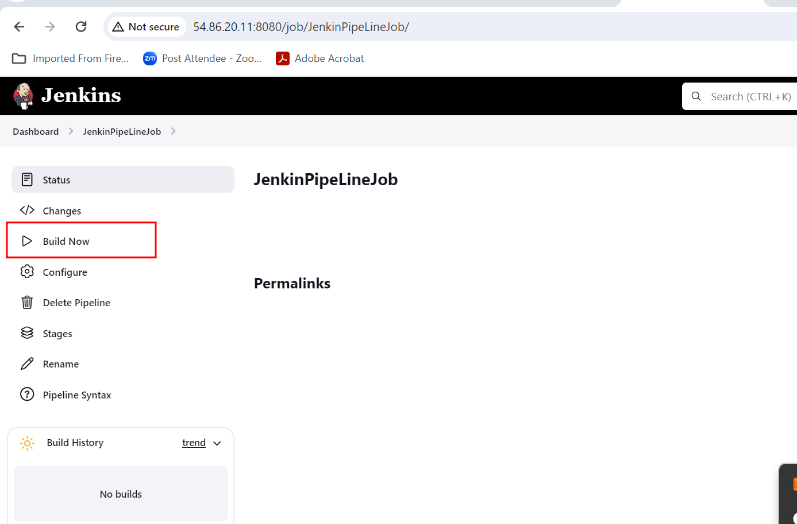 Not secure 54.86.20.11:8080/job/JenkinPipeLineJob/
Imported From Fire... zm Post Attendee - Zoo... Adobe Acrobat
Jenkins Search (CTRL+K)
Dashboard JenkinPipeLineJob
Status
JenkinPipeLineJob
Changes
Build Now
Configure
Permalinks
Delete Pipeline
Stages
Rename
Pipeline Syntax
Build History trend
No builds